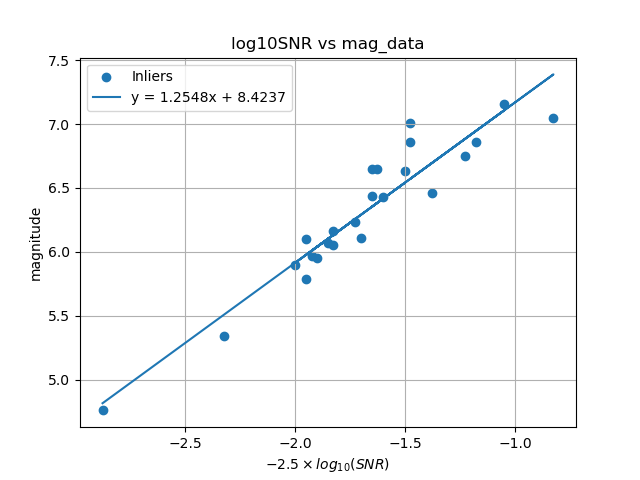 log10SNR vs mag_data
Inliers
y = 1.2548x + 8.4237
7.5
7.0
6.5
6.0
5.5
5.0
magnitude
−2.5
−2.0
−1.5
−1.0
−2.5 × log₁₀(SNR)